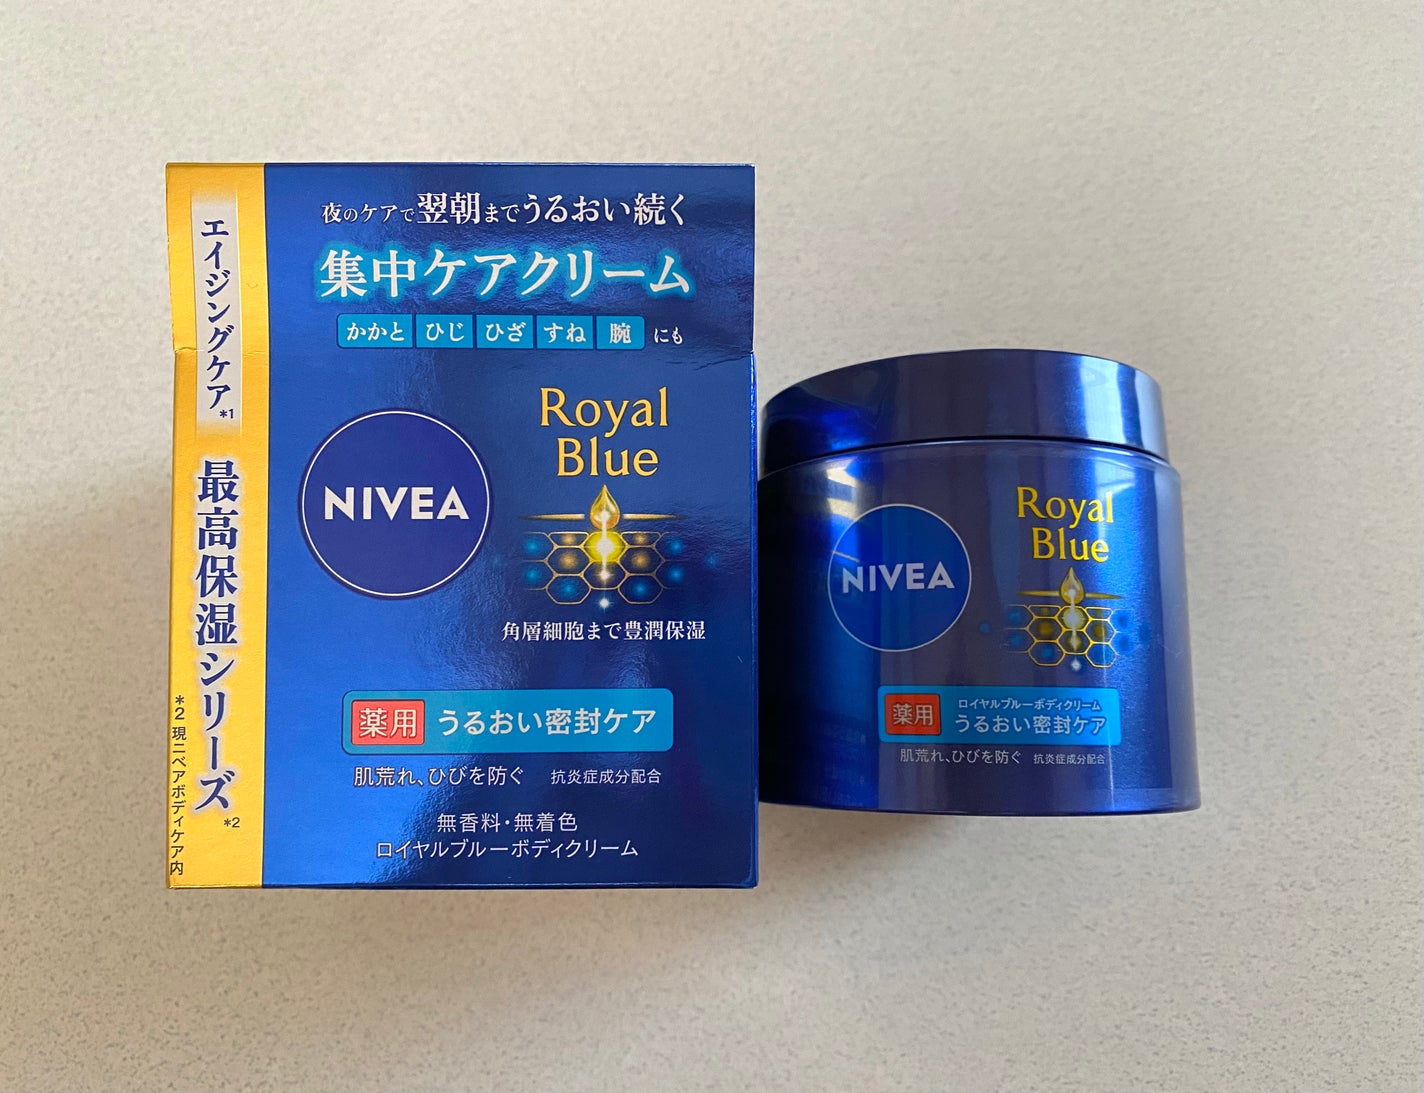 エイジングケア*1
最高保湿シリーズ*2
*2 現ニベアボディケア内
夜のケアで翌朝までうるおい続く
集中ケアクリーム
かかと ひじ ひざ すね 腕 にも
NIVEA
Royal
Blue
角層細胞まで豊潤保湿
薬用 うるおい密封ケア
肌荒れ、ひびを防ぐ 抗炎症成分配合
無香料・無着色
ロイヤルブルーボディクリーム
NIVEA
Royal
Blue
薬用
ロイヤルブルーボディクリーム
うるおい密封ケア
肌荒れ、ひびを防ぐ 抗炎症成分配合